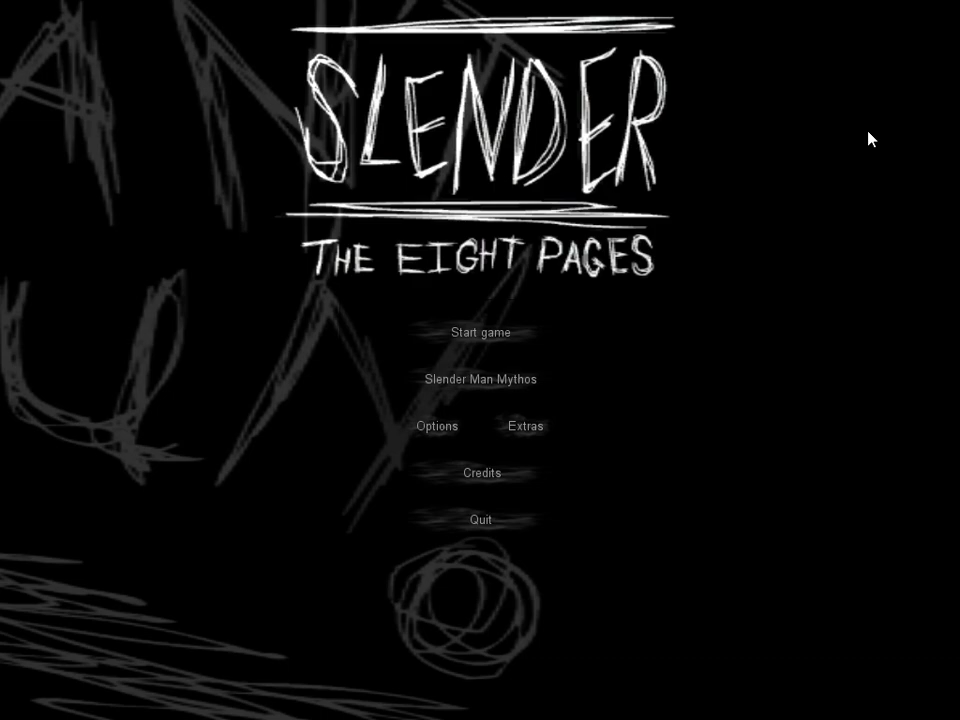 SLENDER
THE EIGHT PAGES
Start game
Slender Man Mythos
Options Extras
Credits
Quit